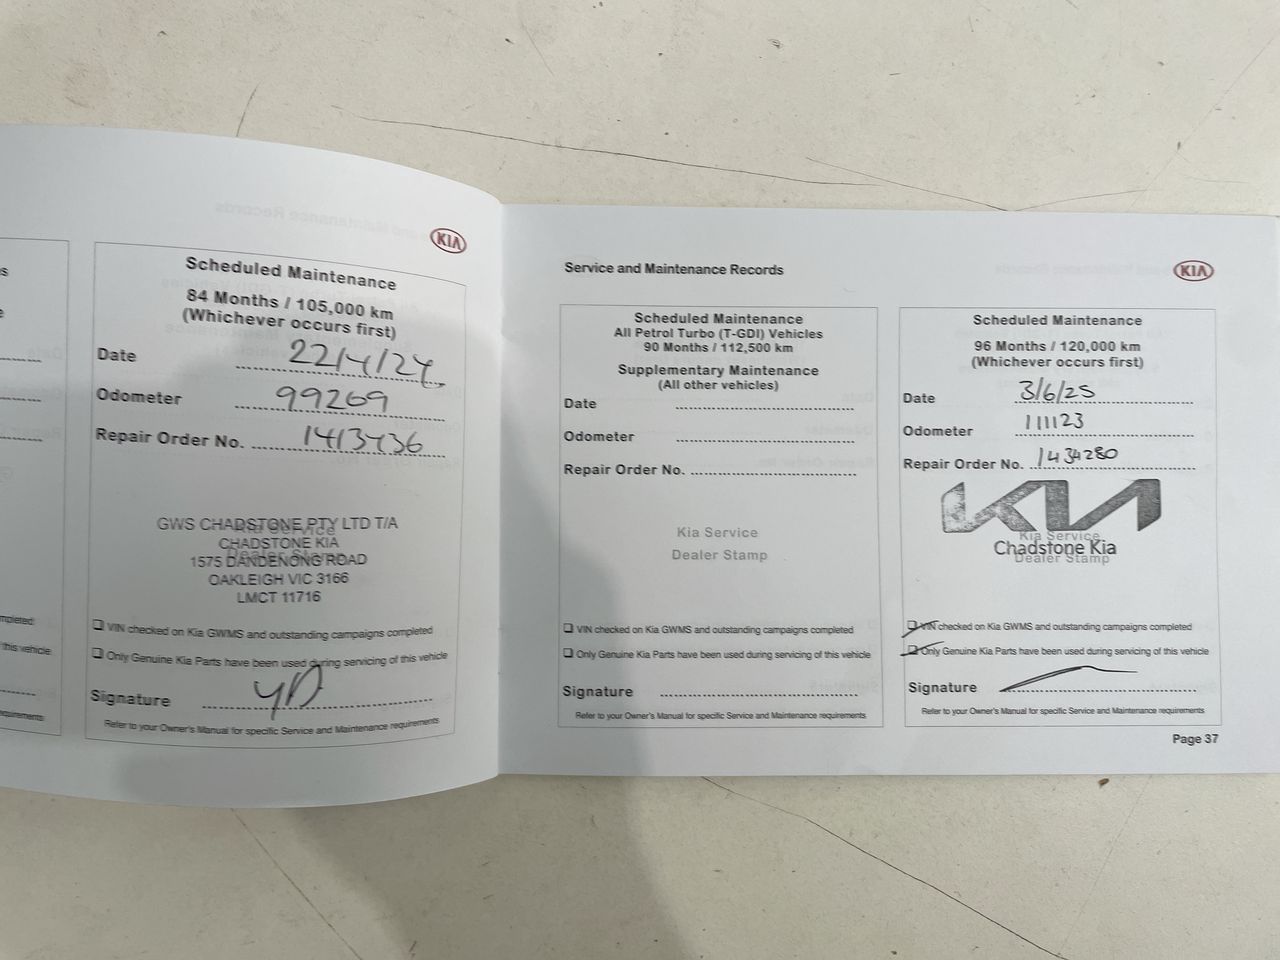 KIA
Scheduled Maintenance
84 Months / 105,000 km
(Whichever occurs first)
Date 22/4/24
Odometer 99269
Repair Order No. 1413436
Kia Service
Dealer Stamp
GWS CHADSTONE PTY LTD T/A
CHADSTONE KIA
1575 DANDENONG ROAD
OAKLEIGH VIC 3166
LMCT 11716
❏ VIN checked on Kia GWMS and outstanding campaigns completed
❏ Only Genuine Kia Parts have been used during servicing of this vehicle
Signature
Refer to your Owner's Manual for specific Service and Maintenance requirements
Service and Maintenance Records
KIA
Scheduled Maintenance
All Petrol Turbo (T-GDI) Vehicles
90 Months / 112,500 km
Supplementary Maintenance
(All other vehicles)
Date
Odometer
Repair Order No.
Kia Service
Dealer Stamp
❏ VIN checked on Kia GWMS and outstanding campaigns completed
❏ Only Genuine Kia Parts have been used during servicing of this vehicle
Signature
Refer to your Owner's Manual for specific Service and Maintenance requirements
Scheduled Maintenance
96 Months / 120,000 km
(Whichever occurs first)
Date 3/6/25
Odometer 111123
Repair Order No. 1434280
KIA
Kia Service
Chadstone Kia
Dealer Stamp
❏ VIN checked on Kia GWMS and outstanding campaigns completed
❏ Only Genuine Kia Parts have been used during servicing of this vehicle
Signature
Refer to your Owner's Manual for specific Service and Maintenance requirements
Page 37